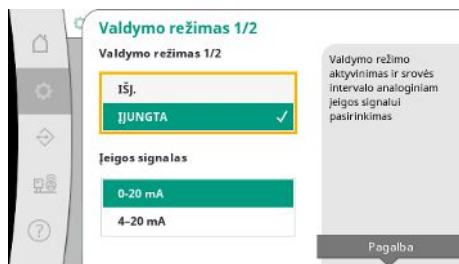 Valdymo režimas 1/2
Valdymo režimas 1/2
IŠJ.
ĮJUNGTA
Įeigos signalas
0-20 mA
4-20 mA
Valdymo režimo
aktyvinimas ir srovės
intervalo analoginiam
įeigos signalui
pasirinkimas
Pagalba